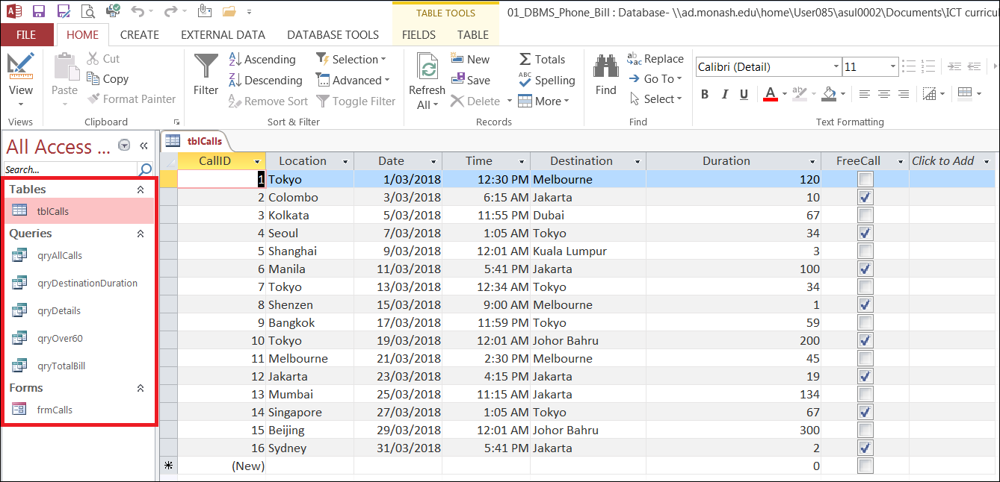 TABLE TOOLS
01_DBMS_Phone_Bill : Database- \\ad.monash.edu\home\User085\asul0002\Documents\ICT curricul
FILE HOME CREATE EXTERNAL DATA DATABASE TOOLS FIELDS TABLE
View
Views
Paste
Cut
Copy
Format Painter
Clipboard
Filter
Ascending
Descending
Remove Sort
Selection
Advanced
Toggle Filter
Sort & Filter
Refresh
All
New
Save
Delete
Totals
ABC Spelling
More
Records
Find
ab ac Replace
Go To
Select
Find
Calibri (Detail) 11
B I U A ab
Text Formatting
All Access ...
Search...
Tables
tblCalls
Queries
qryAllCalls
qryDestinationDuration
qryDetails
qryOver60
qryTotalBill
Forms
frmCalls
tblCalls
CallID Location Date Time Destination Duration FreeCall Click to Add
1 Tokyo 1/03/2018 12:30 PM Melbourne 120
2 Colombo 3/03/2018 6:15 AM Jakarta 10
3 Kolkata 5/03/2018 11:55 PM Dubai 67
4 Seoul 7/03/2018 1:05 AM Tokyo 34
5 Shanghai 9/03/2018 12:01 AM Kuala Lumpur 3
6 Manila 11/03/2018 5:41 PM Jakarta 100
7 Tokyo 13/03/2018 12:34 AM Tokyo 34
8 Shenzen 15/03/2018 9:00 AM Melbourne 1
9 Bangkok 17/03/2018 11:59 PM Tokyo 59
10 Tokyo 19/03/2018 12:01 AM Johor Bahru 200
11 Melbourne 21/03/2018 2:30 PM Melbourne 45
12 Jakarta 23/03/2018 4:15 PM Jakarta 19
13 Mumbai 25/03/2018 11:15 AM Jakarta 134
14 Singapore 27/03/2018 1:05 AM Tokyo 67
15 Beijing 29/03/2018 12:01 AM Johor Bahru 300
16 Sydney 31/03/2018 5:41 PM Jakarta 2
(New) 0